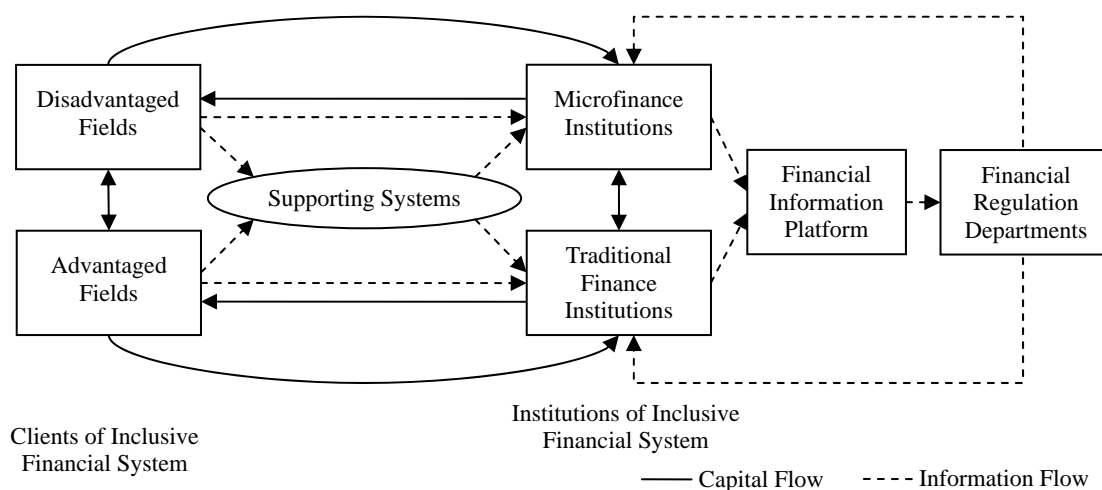 Disadvantaged
Fields
Microfinance
Institutions
Supporting Systems
Financial
Information
Platform
Financial
Regulation
Departments
Advantaged
Fields
Traditional
Finance
Institutions
Clients of Inclusive
Financial System
Institutions of Inclusive
Financial System
Capital Flow
Information Flow